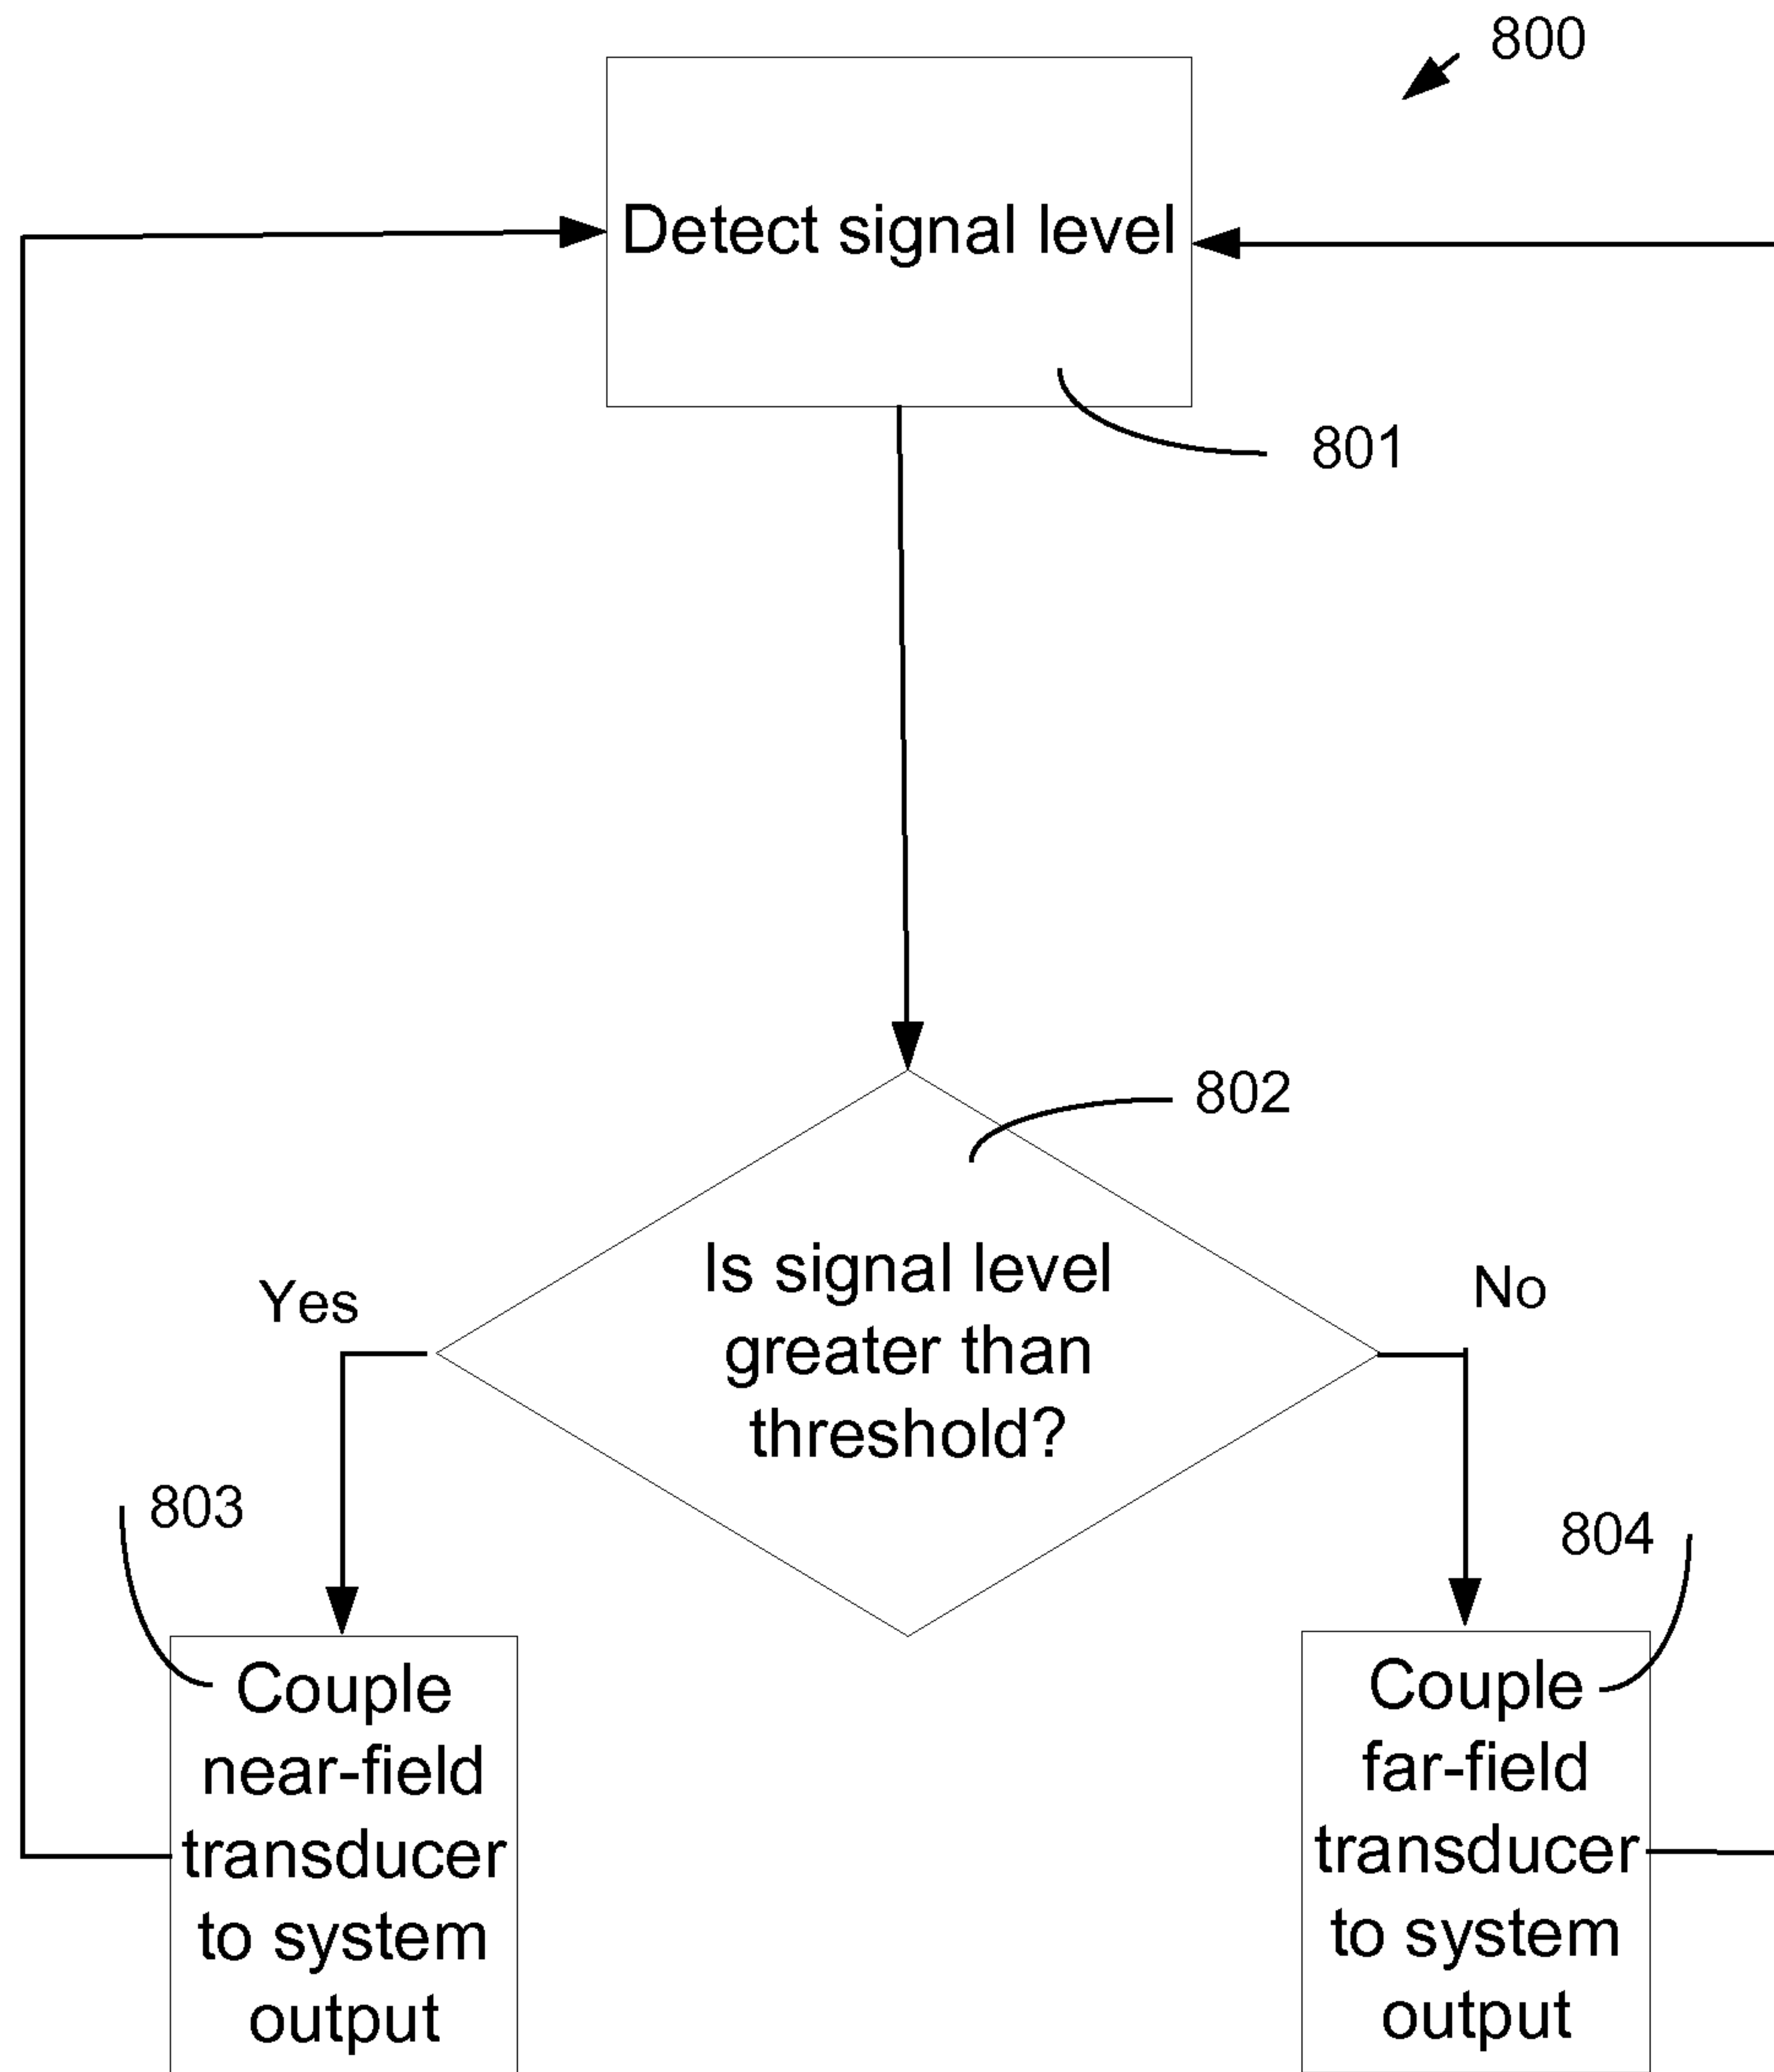 800
Detect signal level
801
802
Is signal level
greater than
threshold?
Yes
No
803
804
Couple
near-field
transducer
to system
output
Couple
far-field
transducer
to system
output